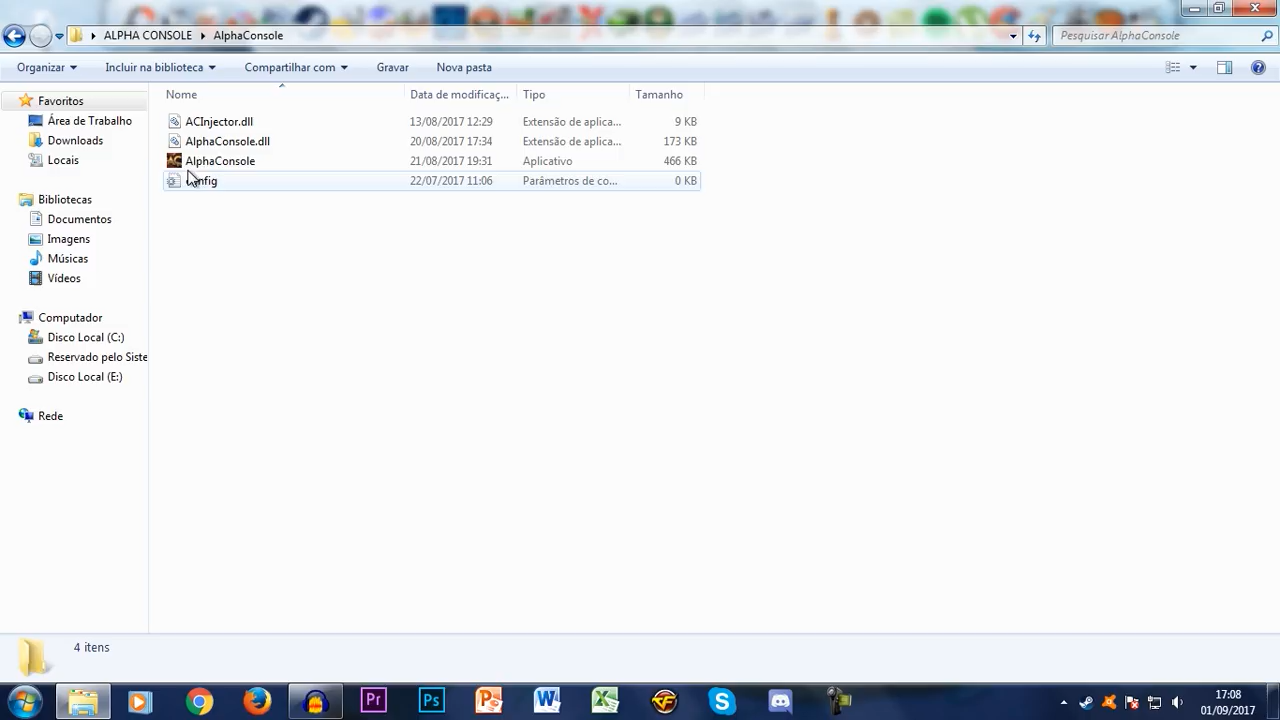 ALPHA CONSOLE AlphaConsole
Pesquisar AlphaConsole
Organizar Incluir na biblioteca Compartilhar com Gravar Nova pasta
Nome Data de modificaç... Tipo Tamanho
ACInjector.dll 13/08/2017 12:29 Extensão de aplica... 9 KB
AlphaConsole.dll 20/08/2017 17:34 Extensão de aplica... 173 KB
AlphaConsole 21/08/2017 19:31 Aplicativo 466 KB
22/07/2017 11:06 Parâmetros de co... 0 KB
Favoritos
Área de Trabalho
Downloads
Locais
Bibliotecas
Documentos
Imagens
Músicas
Vídeos
Computador
Disco Local (C:)
Reservado pelo Siste
Disco Local (E:)
Rede
4 itens
Pr Ps
17:08
01/09/2017